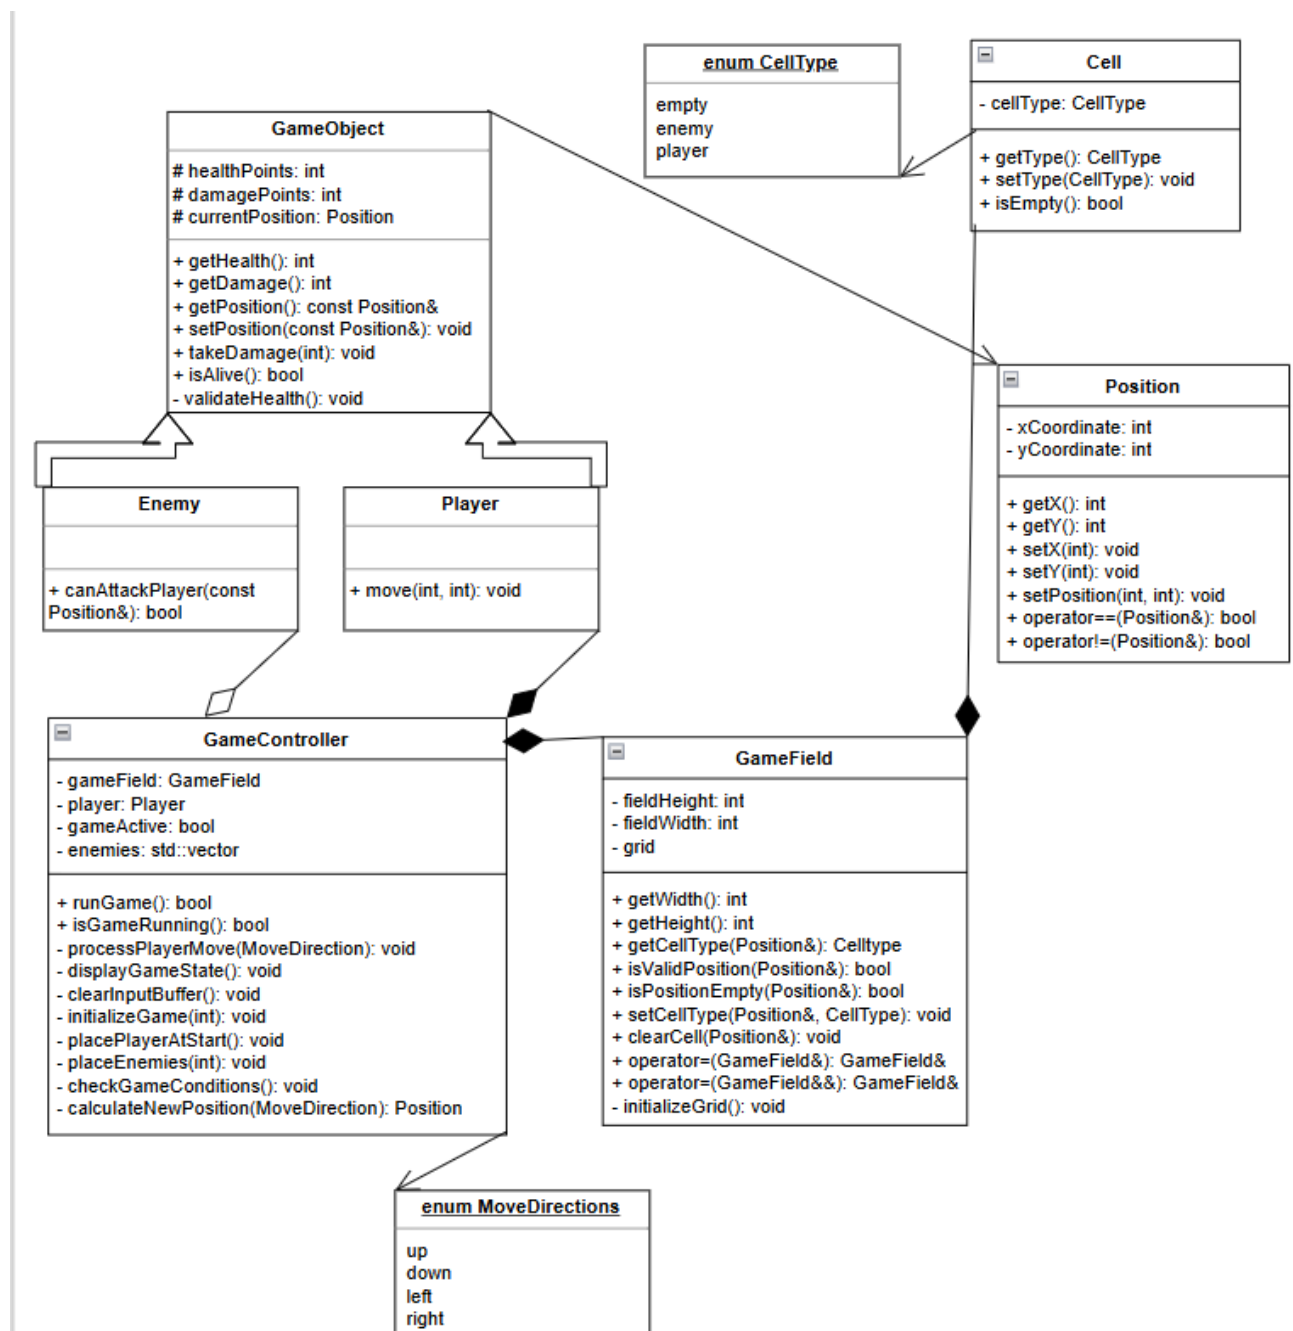 enum CellType
empty
enemy
player
Cell
- cellType: CellType
+ getType(): CellType
+ setType(CellType): void
+ isEmpty(): bool
GameObject
# healthPoints: int
# damagePoints: int
# currentPosition: Position
+ getHealth(): int
+ getDamage(): int
+ getPosition(): const Position&
+ setPosition(const Position&): void
+ takeDamage(int): void
+ isAlive(): bool
- validateHealth(): void
Position
- xCoordinate: int
- yCoordinate: int
+ getX(): int
+ getY(): int
+ setX(int): void
+ setY(int): void
+ setPosition(int, int): void
+ operator==(Position&): bool
+ operator!=(Position&): bool
Enemy
+ canAttackPlayer(const
Position&): bool
Player
+ move(int, int): void
GameController
- gameField: GameField
- player: Player
- gameActive: bool
- enemies: std::vector
+ runGame(): bool
+ isGameRunning(): bool
- processPlayerMove(MoveDirection): void
- displayGameState(): void
- clearInputBuffer(): void
- initializeGame(int): void
- placePlayerAtStart(): void
- placeEnemies(int): void
- checkGameConditions(): void
- calculateNewPosition(MoveDirection): Position
GameField
- fieldHeight: int
- fieldWidth: int
- grid
+ getWidth(): int
+ getHeight(): int
+ getCellType(Position&): Celltype
+ isValidPosition(Position&): bool
+ isPositionEmpty(Position&): bool
+ setCellType(Position&, CellType): void
+ clearCell(Position&): void
+ operator=(GameField&): GameField&
+ operator=(GameField&&): GameField&
- initializeGrid(): void
enum MoveDirections
up
down
left
right